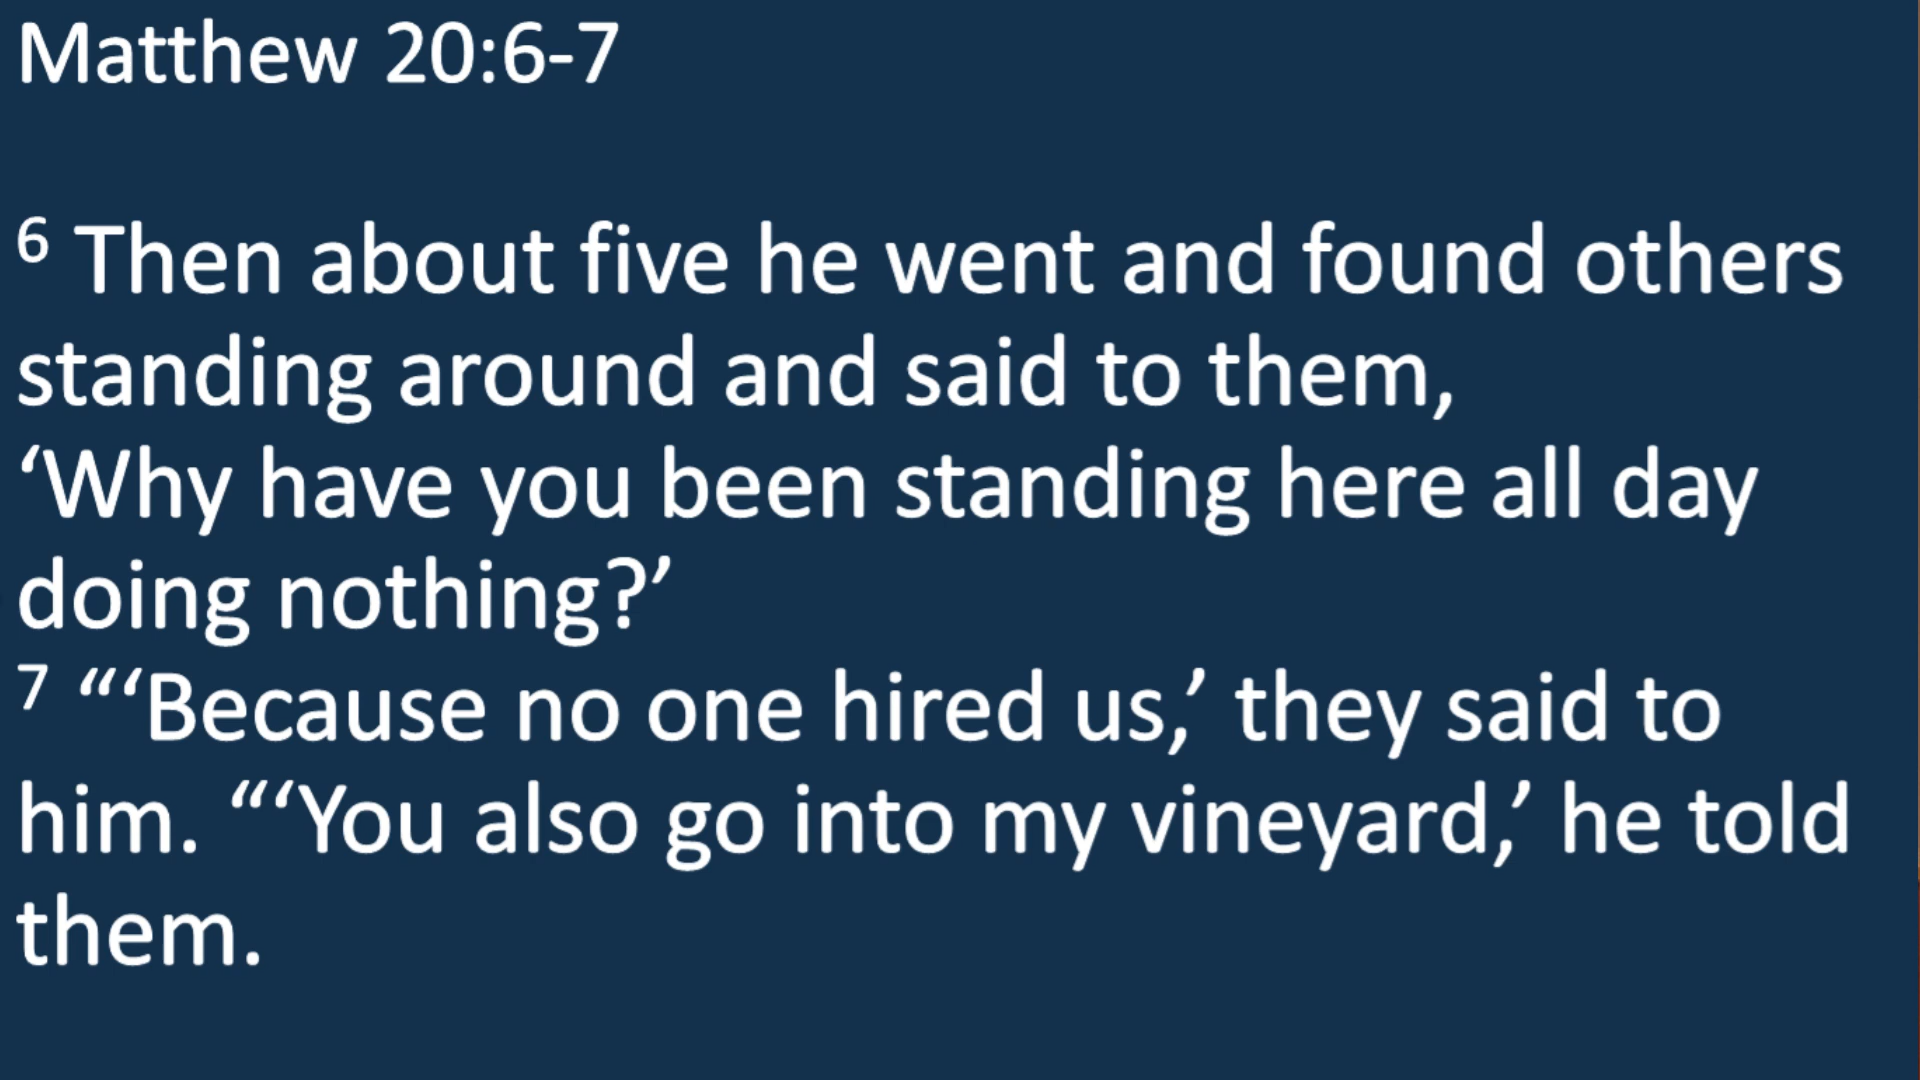 Matthew 20:6-7
⁶ Then about five he went and found others
standing around and said to them,
‘Why have you been standing here all day
doing nothing?’
⁷ “‘Because no one hired us,’ they said to
him. “‘You also go into my vineyard,’ he told
them.